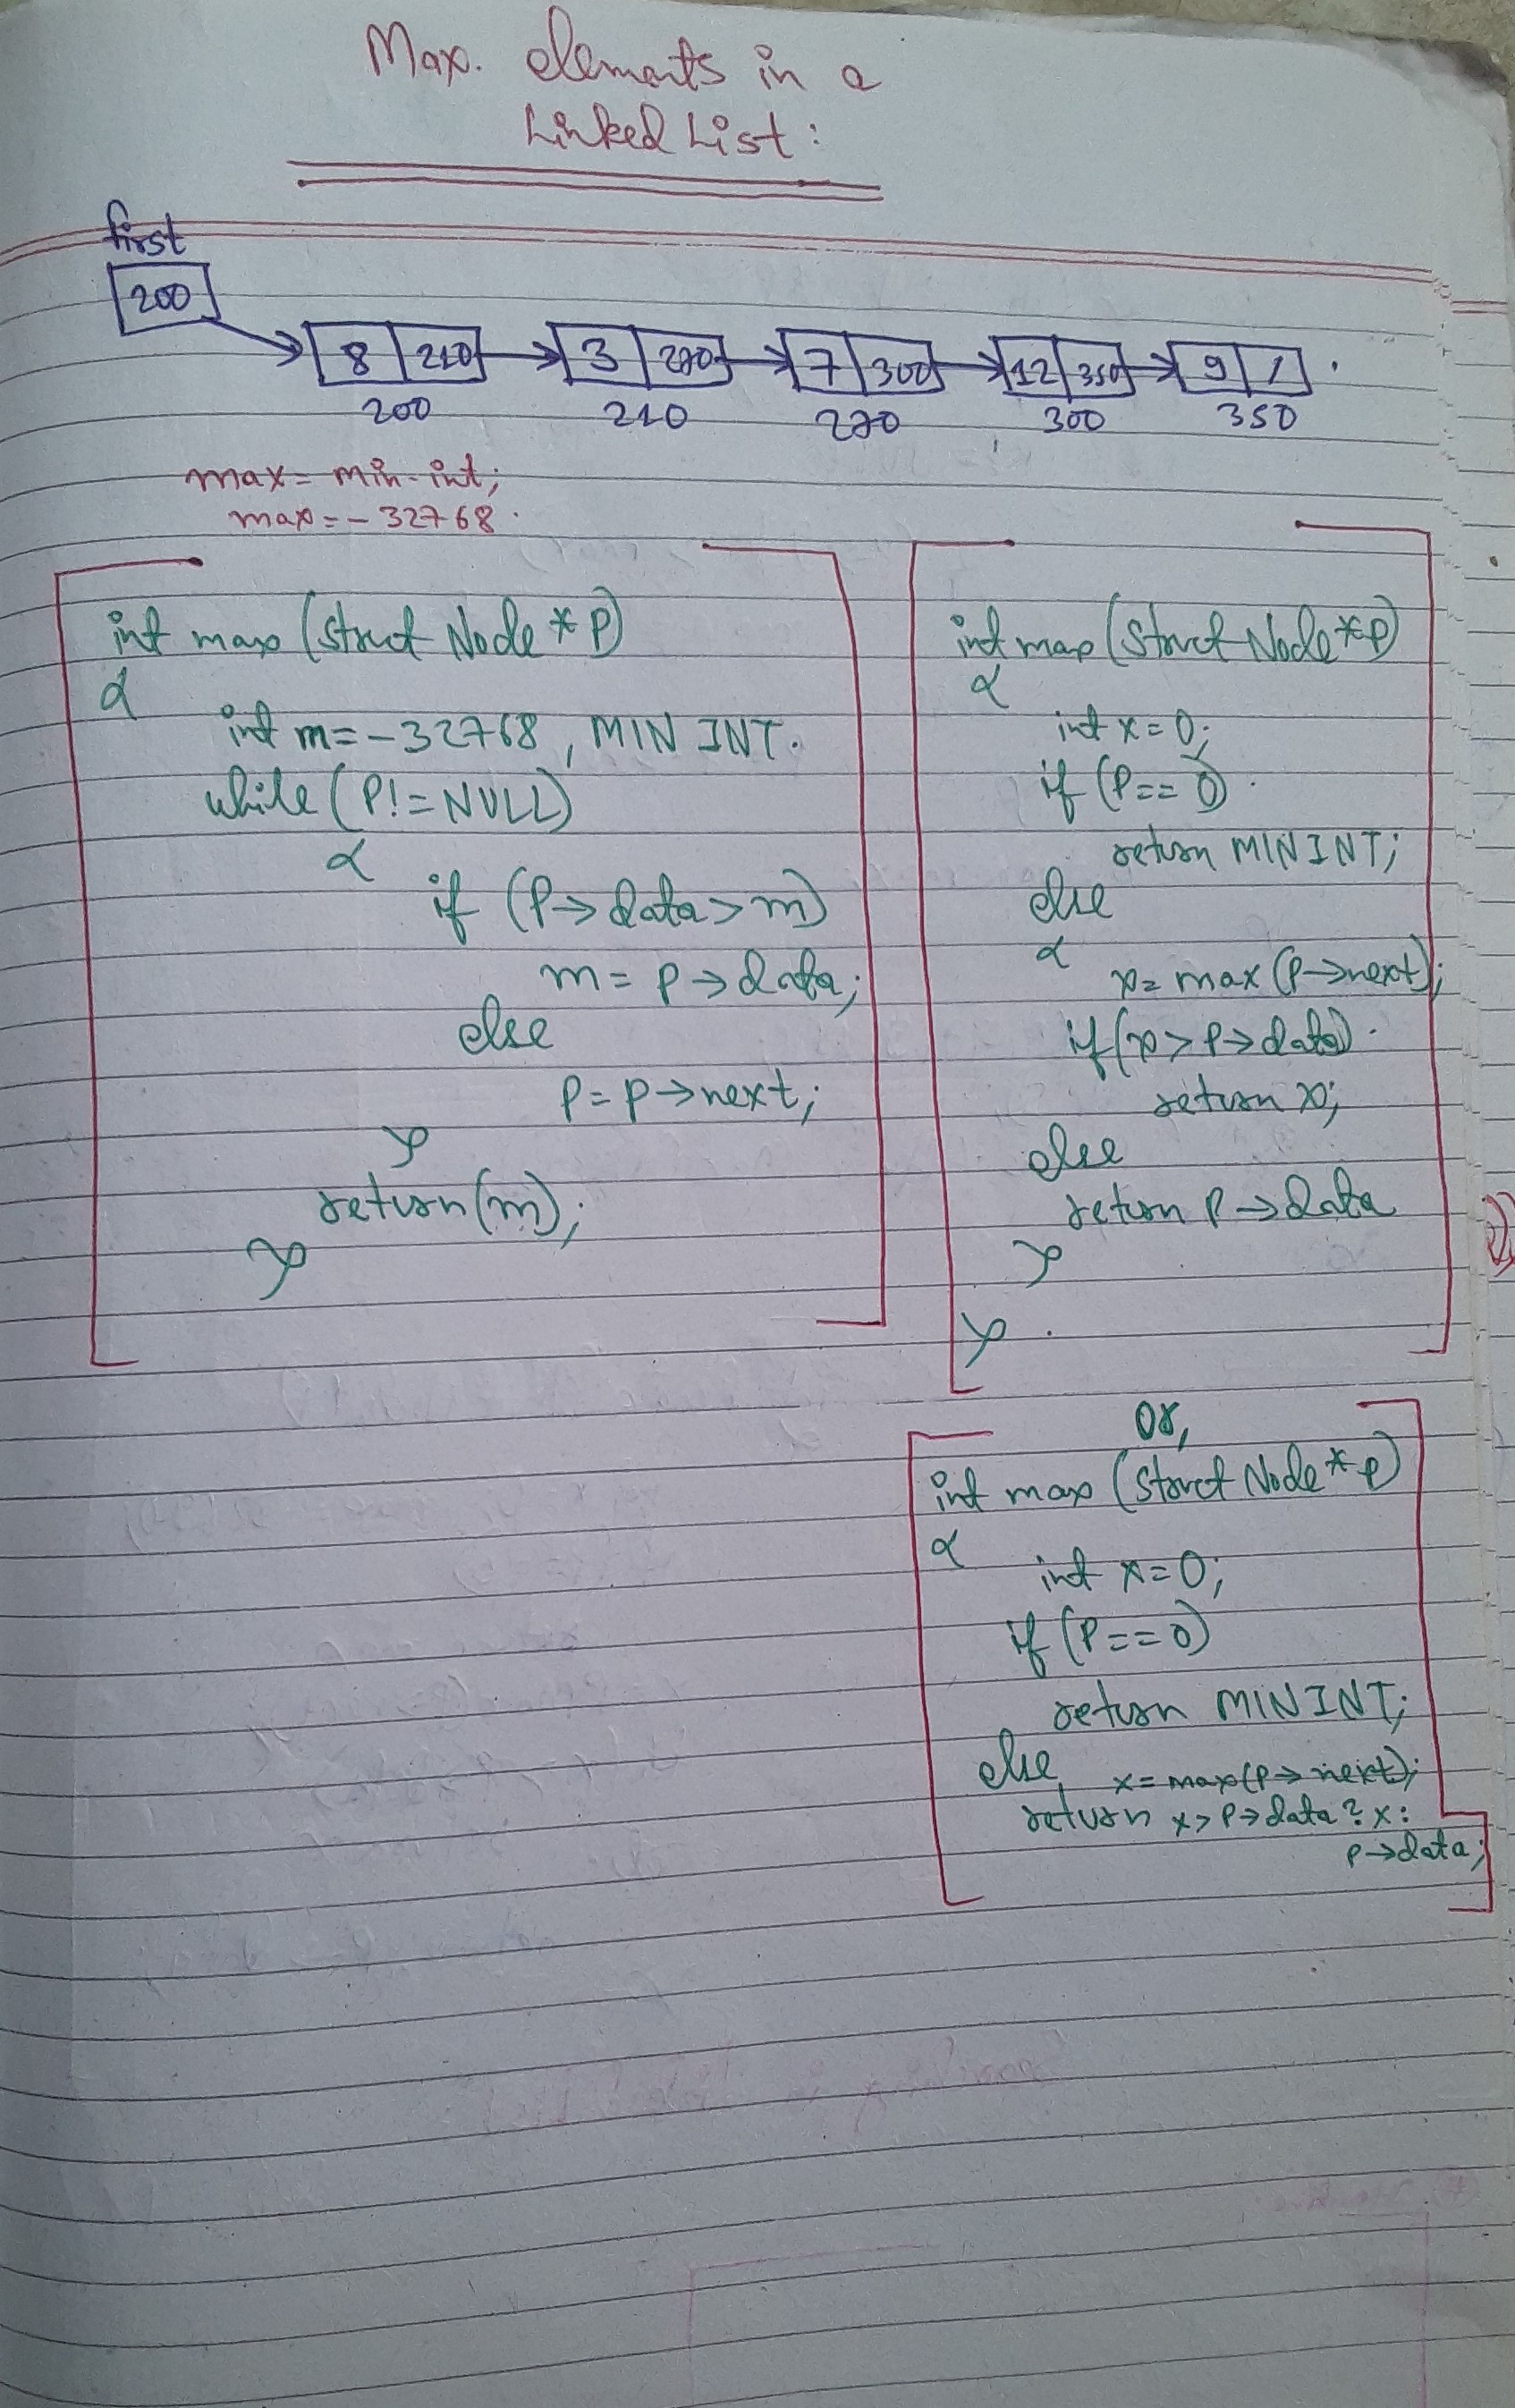 Max. elements in a
Linked List:
first
200
8 210 3 270 7 300 12 350 9 /
200 210 270 300 350
max = min-int;
max = -32768.
int max (struct Node *P)
{
int m = -32768, MIN INT.
while (P != NULL)
{
if (P→data > m)
m = P→data;
else
P = P→next;
}
return(m);
}
int max (struct Node *P)
{
int x = 0;
if (P == 0)
return MININT;
else
{
x = max (P→next);
if (x > P→data)
return x;
else
return P→data
}
}
or,
int max (struct Node *P)
{
int x = 0;
if (P == 0)
return MININT;
else x = max(P→next);
return x > P→data ? x :
P→data;